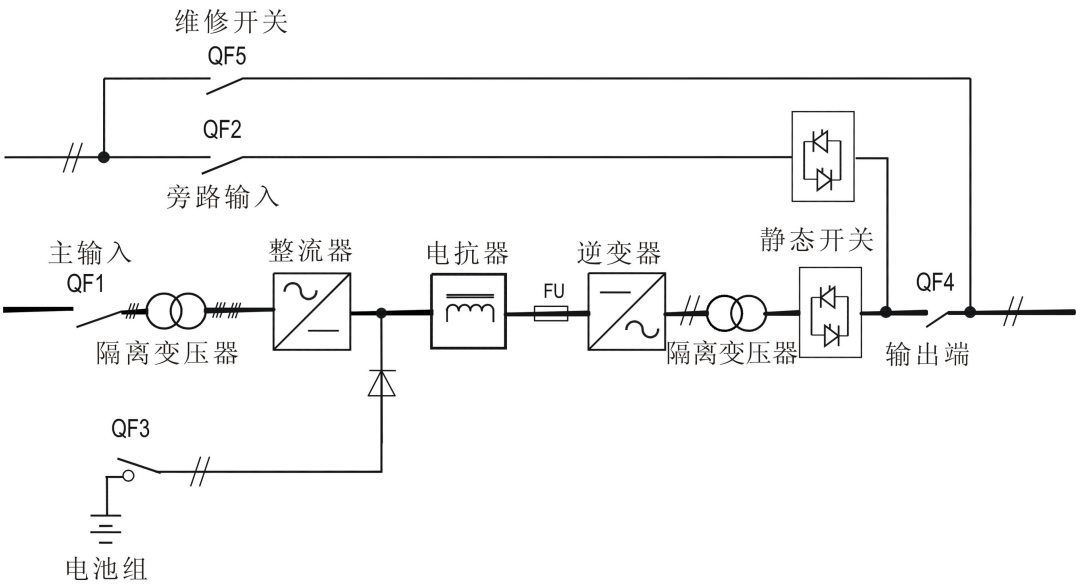 维修开关
QF5
QF2
旁路输入
静态开关
主输入
QF1
整流器
电抗器
逆变器
FU
QF4
隔离变压器
隔离变压器
输出端
QF3
电池组